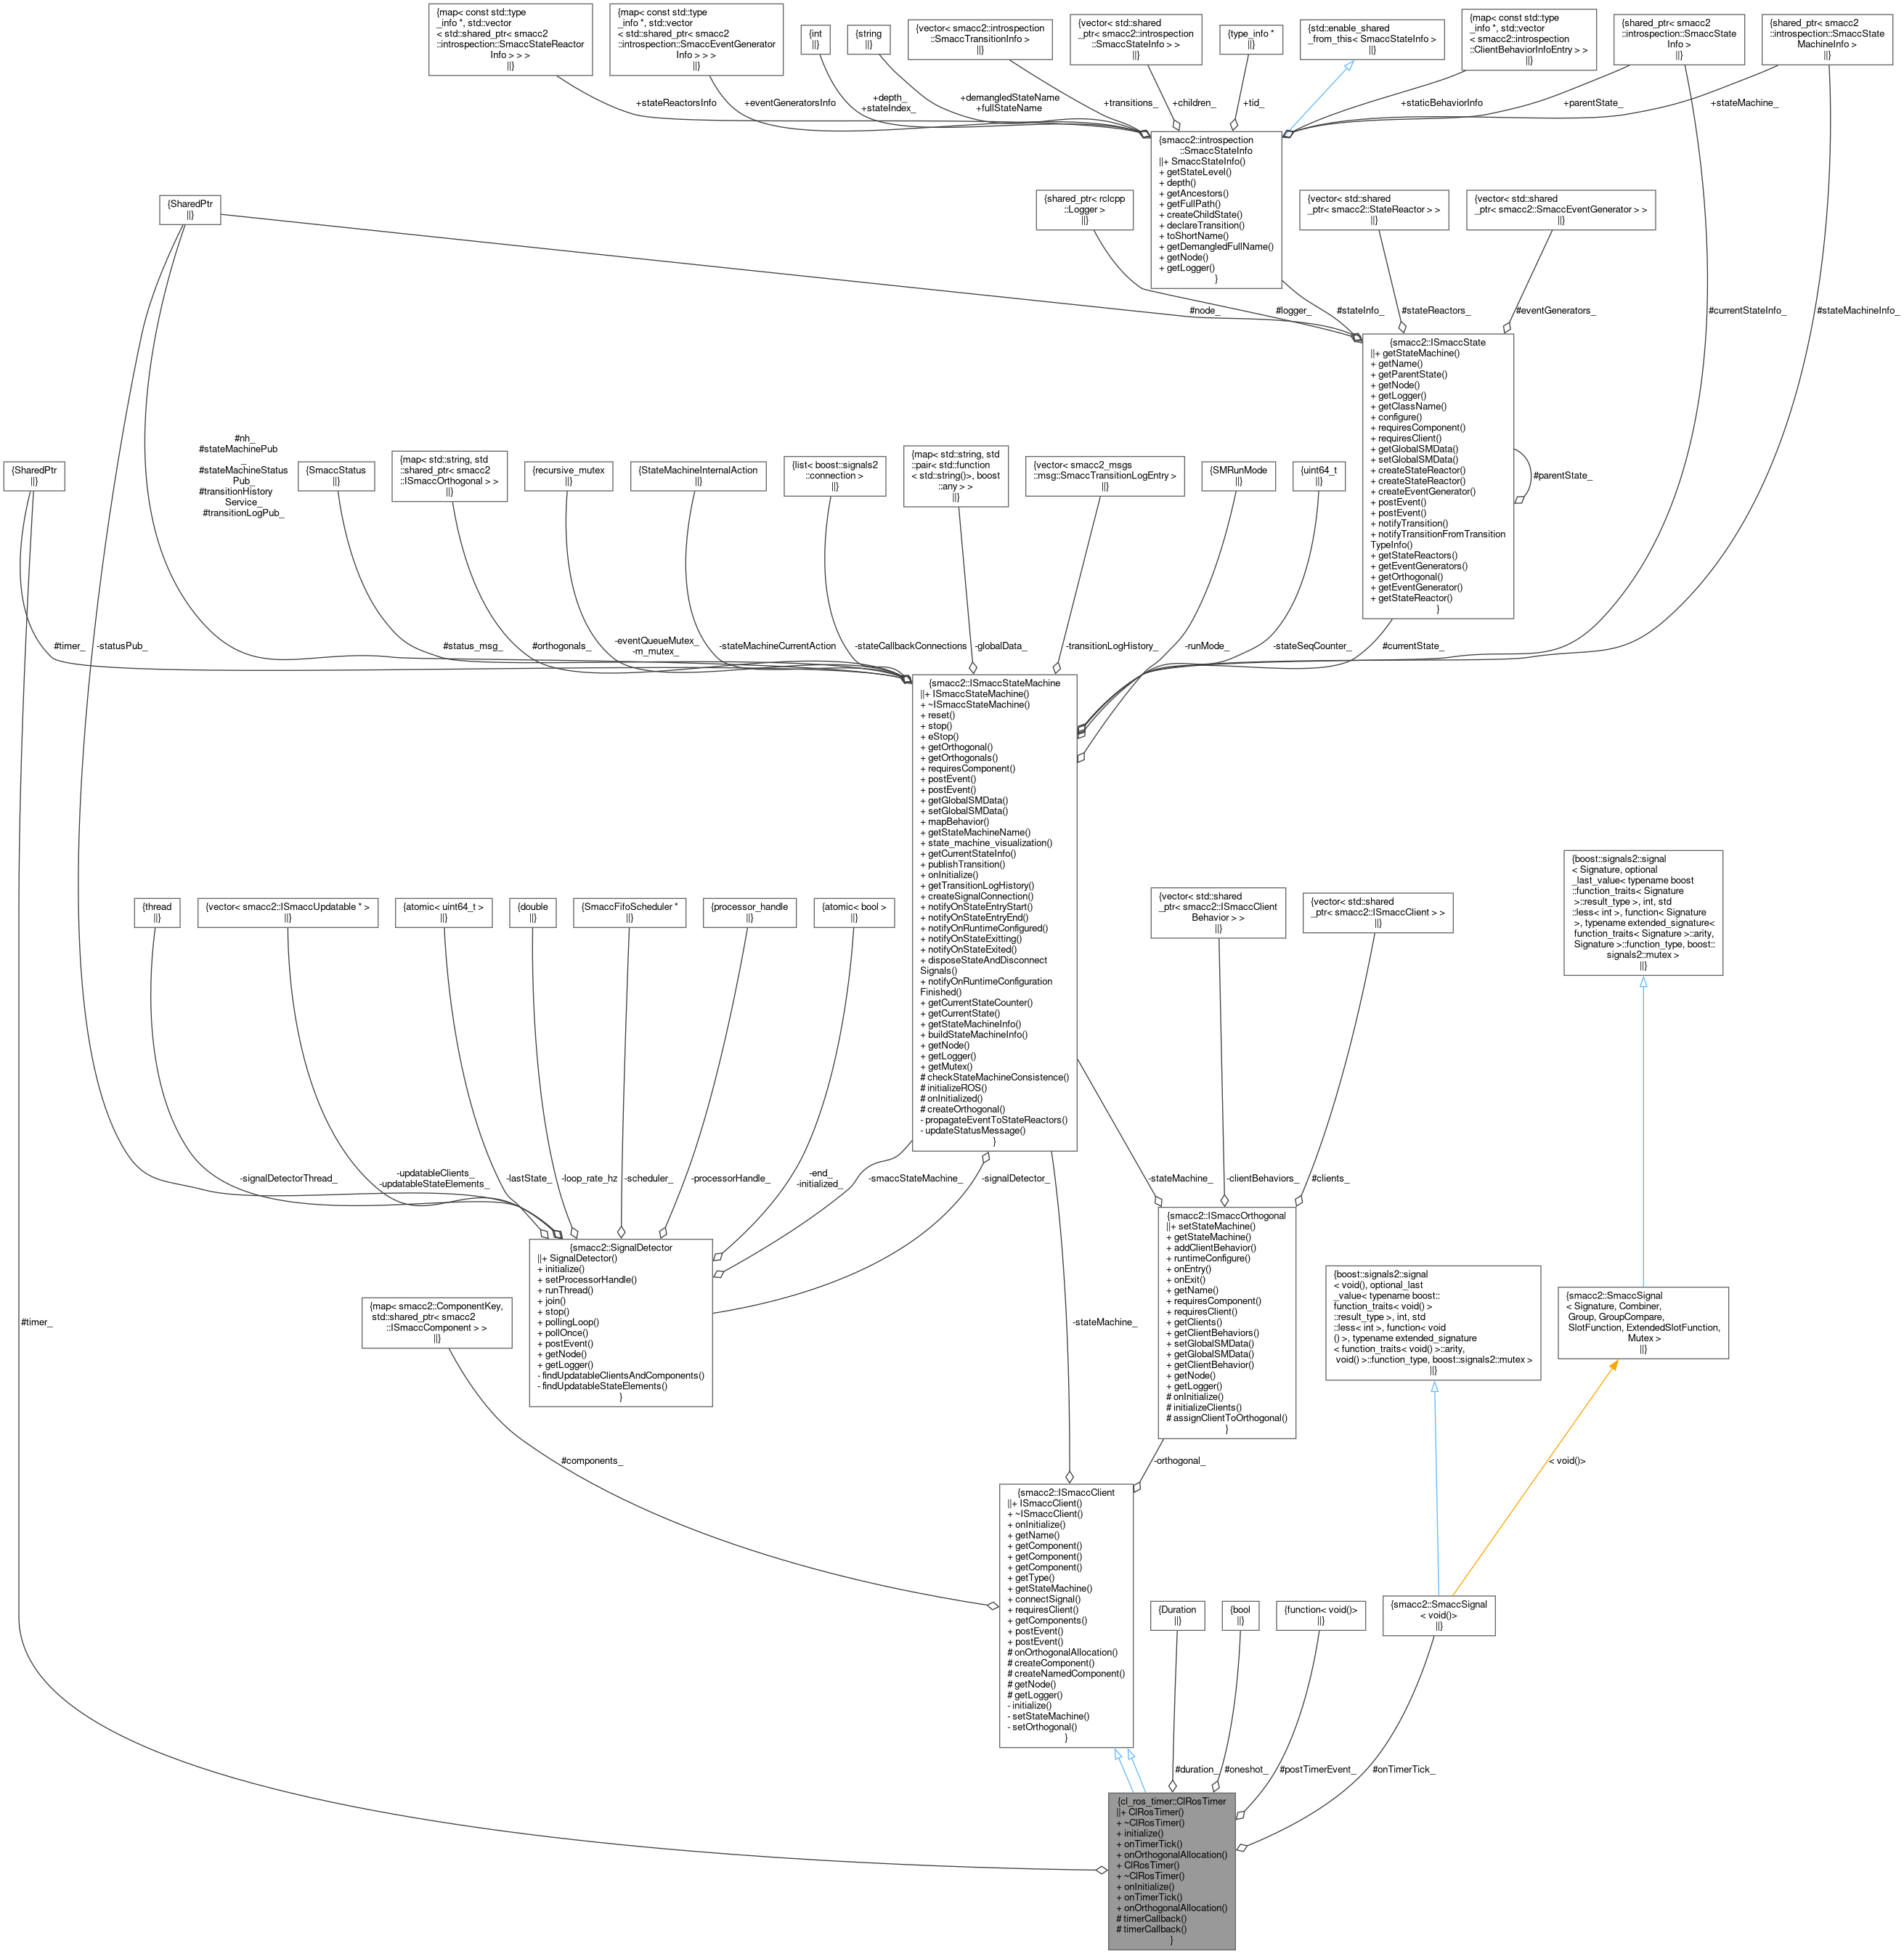 {map< const std::type
_info *, std::vector
< std::shared_ptr< smacc2
::introspection::SmaccStateReactor
Info > > >
||}
{map< const std::type
_info *, std::vector
< std::shared_ptr< smacc2
::introspection::SmaccEventGenerator
Info > > >
||}
{int
||}
{string
||}
{vector< smacc2::introspection
::SmaccTransitionInfo >
||}
{vector< std::shared
_ptr< smacc2::introspection
::SmaccStateInfo > >
||}
{type_info *
||}
{std::enable_shared
_from_this< SmaccStateInfo >
||}
{map< const std::type
_info *, std::vector
< smacc2::introspection
::ClientBehaviorInfoEntry > >
||}
{shared_ptr< smacc2
::introspection::SmaccState
Info >
||}
{shared_ptr< smacc2
::introspection::SmaccState
MachineInfo >
||}
+stateReactorsInfo
+eventGeneratorsInfo
+depth_
+stateIndex_
+demangledStateName
+fullStateName
+transitions_
+children_
+tid_
+staticBehaviorInfo
+parentState_
+stateMachine_
{smacc2::introspection
::SmaccStateInfo
||+ SmaccStateInfo()
+ getStateLevel()
+ depth()
+ getAncestors()
+ getFullPath()
+ createChildState()
+ declareTransition()
+ toShortName()
+ getDemangledFullName()
+ getNode()
+ getLogger()
}
{SharedPtr
||}
{shared_ptr< rclcpp
::Logger >
||}
{vector< std::shared
_ptr< smacc2::StateReactor > >
||}
{vector< std::shared
_ptr< smacc2::SmaccEventGenerator > >
||}
#node_
#logger_
#stateInfo_
#stateReactors_
#eventGenerators_
#currentStateInfo_
#stateMachineInfo_
{smacc2::ISmaccState
||+ getStateMachine()
+ getName()
+ getParentState()
+ getNode()
+ getLogger()
+ getClassName()
+ configure()
+ requiresComponent()
+ requiresClient()
+ getGlobalSMData()
+ setGlobalSMData()
+ createStateReactor()
+ createStateReactor()
+ createEventGenerator()
+ postEvent()
+ postEvent()
+ notifyTransition()
+ notifyTransitionFromTransition
TypeInfo()
+ getStateReactors()
+ getEventGenerators()
+ getOrthogonal()
+ getEventGenerator()
+ getStateReactor()
}
#parentState_
{SharedPtr
||}
#nh_
#stateMachinePub
_
#stateMachineStatus
Pub_
#transitionHistory
Service_
#transitionLogPub_
{SmaccStatus
||}
{map< std::string, std
::shared_ptr< smacc2
::ISmaccOrthogonal > >
||}
{recursive_mutex
||}
{StateMachineInternalAction
||}
{list< boost::signals2
::connection >
||}
{map< std::string, std
::pair< std::function
< std::string()>, boost
::any > >
||}
{vector< smacc2_msgs
::msg::SmaccTransitionLogEntry >
||}
{SMRunMode
||}
{uint64_t
||}
#timer_
-statusPub_
#status_msg_
#orthogonals_
-eventQueueMutex_
-m_mutex_
-stateMachineCurrentAction
-stateCallbackConnections
-globalData_
-transitionLogHistory_
-runMode_
-stateSeqCounter_
#currentState_
{smacc2::ISmaccStateMachine
||+ ISmaccStateMachine()
+ ~ISmaccStateMachine()
+ reset()
+ stop()
+ eStop()
+ getOrthogonal()
+ getOrthogonals()
+ requiresComponent()
+ postEvent()
+ postEvent()
+ getGlobalSMData()
+ setGlobalSMData()
+ mapBehavior()
+ getStateMachineName()
+ state_machine_visualization()
+ getCurrentStateInfo()
+ publishTransition()
+ onInitialize()
+ getTransitionLogHistory()
+ createSignalConnection()
+ notifyOnStateEntryStart()
+ notifyOnStateEntryEnd()
+ notifyOnRuntimeConfigured()
+ notifyOnStateExitting()
+ notifyOnStateExited()
+ disposeStateAndDisconnect
Signals()
+ notifyOnRuntimeConfiguration
Finished()
+ getCurrentStateCounter()
+ getCurrentState()
+ getStateMachineInfo()
+ buildStateMachineInfo()
+ getNode()
+ getLogger()
+ getMutex()
# checkStateMachineConsistence()
# initializeROS()
# onInitialized()
# createOrthogonal()
- propagateEventToStateReactors()
- updateStatusMessage()
}
{thread
||}
{vector< smacc2::ISmaccUpdatable * >
||}
{atomic< uint64_t >
||}
{double
||}
{SmaccFifoScheduler *
||}
{processor_handle
||}
{atomic< bool >
||}
{vector< std::shared
_ptr< smacc2::ISmaccClient
Behavior > >
||}
{vector< std::shared
_ptr< smacc2::ISmaccClient > >
||}
{boost::signals2::signal
< Signature, optional
_last_value< typename boost
::function_traits< Signature
>::result_type >, int, std
::less< int >, function< Signature
>, typename extended_signature<
function_traits< Signature >::arity,
Signature >::function_type, boost::
signals2::mutex >
||}
-signalDetectorThread_
-updatableClients_
-updatableStateElements_
-lastState_
-loop_rate_hz
-scheduler_
-processorHandle_
-end_
-initialized_
-smaccStateMachine_
-signalDetector_
-stateMachine_
-clientBehaviors_
#clients_
{smacc2::SignalDetector
||+ SignalDetector()
+ initialize()
+ setProcessorHandle()
+ runThread()
+ join()
+ stop()
+ pollingLoop()
+ pollOnce()
+ postEvent()
+ getNode()
+ getLogger()
- findUpdatableClientsAndComponents()
- findUpdatableStateElements()
}
{smacc2::ISmaccOrthogonal
||+ setStateMachine()
+ getStateMachine()
+ addClientBehavior()
+ runtimeConfigure()
+ onEntry()
+ onExit()
+ getName()
+ requiresComponent()
+ requiresClient()
+ getClients()
+ getClientBehaviors()
+ setGlobalSMData()
+ getGlobalSMData()
+ getClientBehavior()
+ getNode()
+ getLogger()
# onInitialize()
# initializeClients()
# assignClientToOrthogonal()
}
{boost::signals2::signal
< void(), optional_last
_value< typename boost::
function_traits< void() >
::result_type >, int, std
::less< int >, function< void
() >, typename extended_signature
< function_traits< void() >::arity,
void() >::function_type, boost::signals2::mutex >
||}
{smacc2::SmaccSignal
< Signature, Combiner,
Group, GroupCompare,
SlotFunction, ExtendedSlotFunction,
Mutex >
||}
{map< smacc2::ComponentKey,
std::shared_ptr< smacc2
::ISmaccComponent > >
||}
#timer_
-stateMachine_
#components_
-orthogonal_
< void()>
{smacc2::ISmaccClient
||+ ISmaccClient()
+ ~ISmaccClient()
+ onInitialize()
+ getName()
+ getComponent()
+ getComponent()
+ getComponent()
+ getType()
+ getStateMachine()
+ connectSignal()
+ requiresClient()
+ getComponents()
+ postEvent()
+ postEvent()
# onOrthogonalAllocation()
# createComponent()
# createNamedComponent()
# getNode()
# getLogger()
- initialize()
- setStateMachine()
- setOrthogonal()
}
{Duration
||}
{bool
||}
{function< void()>
||}
{smacc2::SmaccSignal
< void()>
||}
#duration_
#oneshot_
#postTimerEvent_
#onTimerTick_
{cl_ros_timer::ClRosTimer
||+ ClRosTimer()
+ ~ClRosTimer()
+ initialize()
+ onTimerTick()
+ onOrthogonalAllocation()
+ ClRosTimer()
+ ~ClRosTimer()
+ onInitialize()
+ onTimerTick()
+ onOrthogonalAllocation()
# timerCallback()
# timerCallback()
}